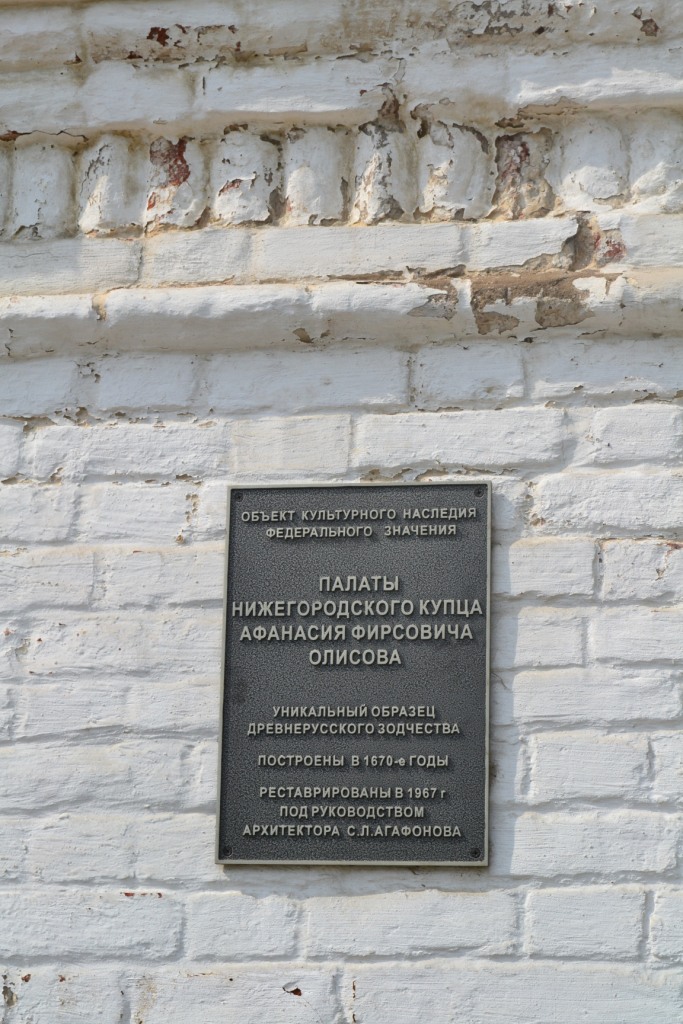 ОБЪЕКТ КУЛЬТУРНОГО НАСЛЕДИЯ
ФЕДЕРАЛЬНОГО ЗНАЧЕНИЯ
ПАЛАТЫ
НИЖЕГОРОДСКОГО КУПЦА
АФАНАСИЯ ФИРСОВИЧА
ОЛИСОВА
УНИКАЛЬНЫЙ ОБРАЗЕЦ
ДРЕВНЕРУССКОГО ЗОДЧЕСТВА
ПОСТРОЕНЫ В 1670-е ГОДЫ
РЕСТАВРИРОВАНЫ В 1967 г
ПОД РУКОВОДСТВОМ
АРХИТЕКТОРА С.Л.АГАФОНОВА